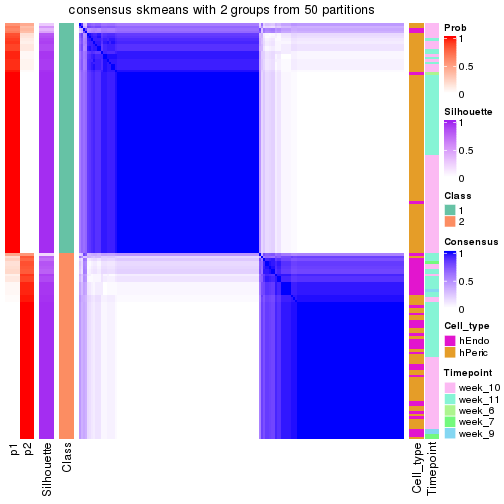 consensus skmeans with 2 groups from 50 partitions
Prob
1
0.5
0
Silhouette
1
0.5
0
Class
1
2
Consensus
1
0.5
0
Cell_type
hEndo
hPeric
Timepoint
week_10
week_11
week_6
week_7
week_9
p1
p2
Silhouette
Class
Cell_type
Timepoint